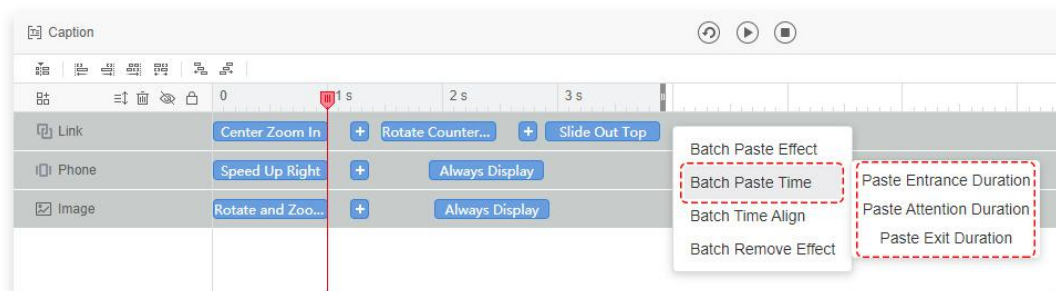 Caption
0 1 s 2 s 3 s
Link Center Zoom In + Rotate Counter... + Slide Out Top
Phone Speed Up Right + Always Display
Image Rotate and Zoo... + Always Display
Batch Paste Effect
Batch Paste Time
Batch Time Align
Batch Remove Effect
Paste Entrance Duration
Paste Attention Duration
Paste Exit Duration